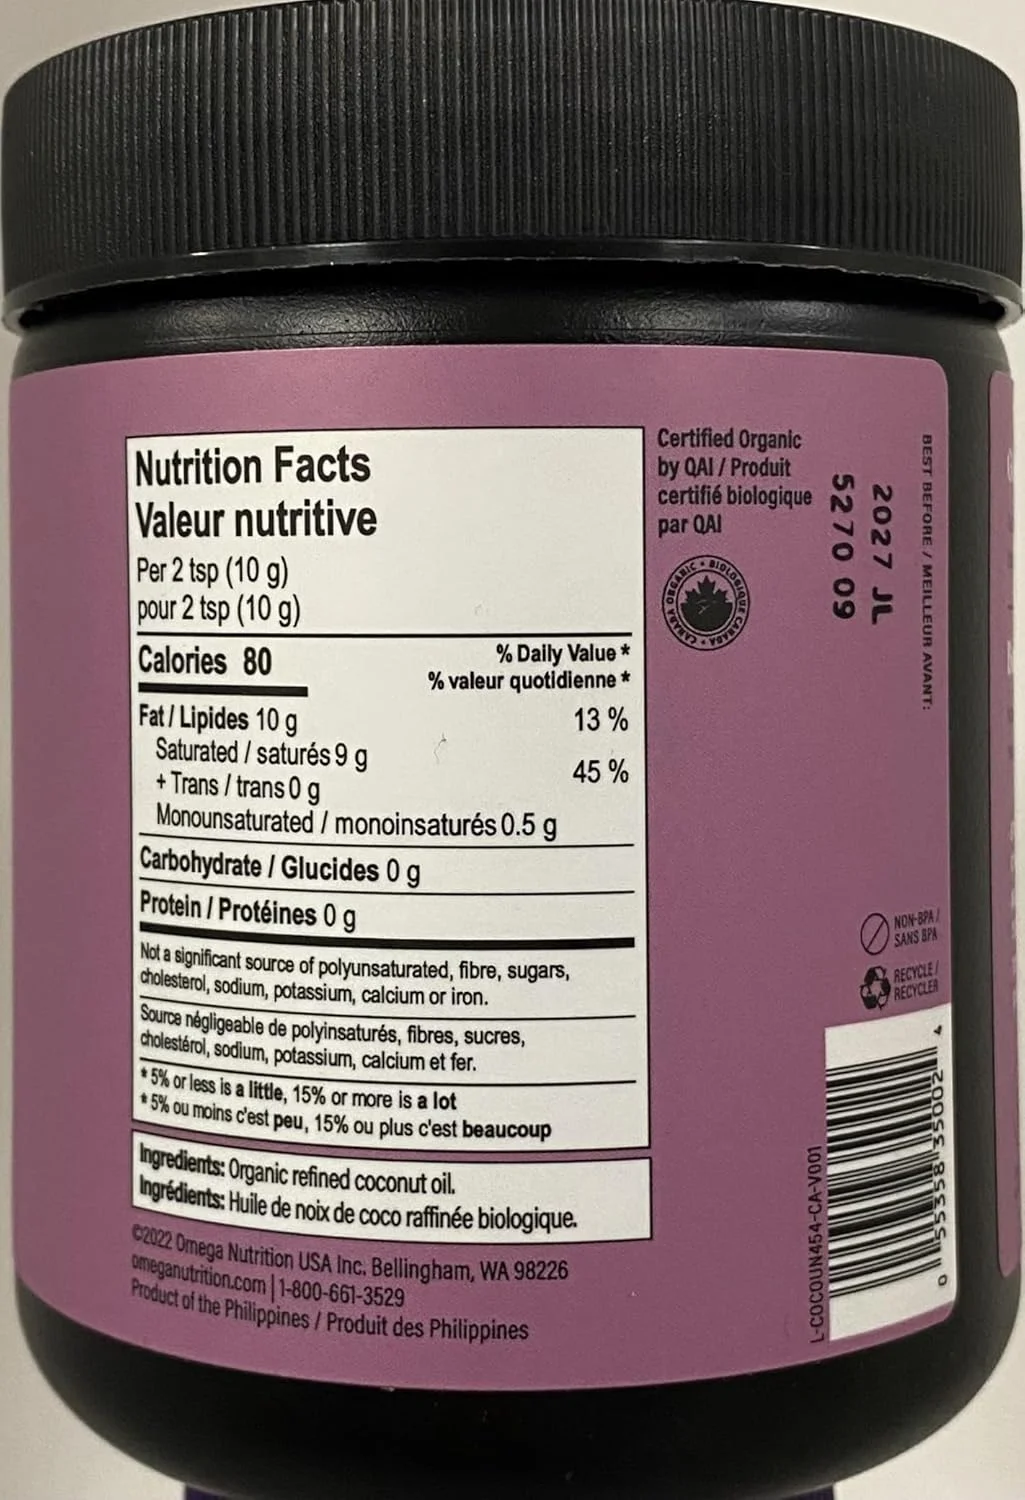 Nutrition Facts
Valeur nutritive
Per 2 tsp (10 g)
pour 2 tsp (10 g)
Calories 80
% Daily Value *
% valeur quotidienne *
Fat / Lipides 10 g 13 %
Saturated / saturés 9 g
+ Trans / trans 0 g
45 %
Monounsaturated / monoinsaturés 0.5 g
Carbohydrate / Glucides 0 g
Protein / Protéines 0 g
Not a significant source of polyunsaturated, fibre, sugars,
cholesterol, sodium, potassium, calcium or iron.
Source négligeable de polyinsaturés, fibres, sucres,
cholestérol, sodium, potassium, calcium et fer.
* 5% or less is a little, 15% or more is a lot
* 5% ou moins c'est peu, 15% ou plus c'est beaucoup
Ingredients: Organic refined coconut oil.
Ingrédients: Huile de noix de coco raffinée biologique.
©2022 Omega Nutrition USA Inc. Bellingham, WA 98226
omeganutrition.com | 1-800-661-3529
Product of the Philippines / Produit des Philippines
Certified Organic
by QAI / Produit
certifié biologique
par QAI
CANADA ORGANIC • BIOLOGIQUE CANADA •
BEST BEFORE / MEILLEUR AVANT:
2027 JL
5270 09
NON-BPA /
SANS BPA
RECYCLE /
RECYCLER
L-COCOUN454-CA-V001
0 55358 35002 4